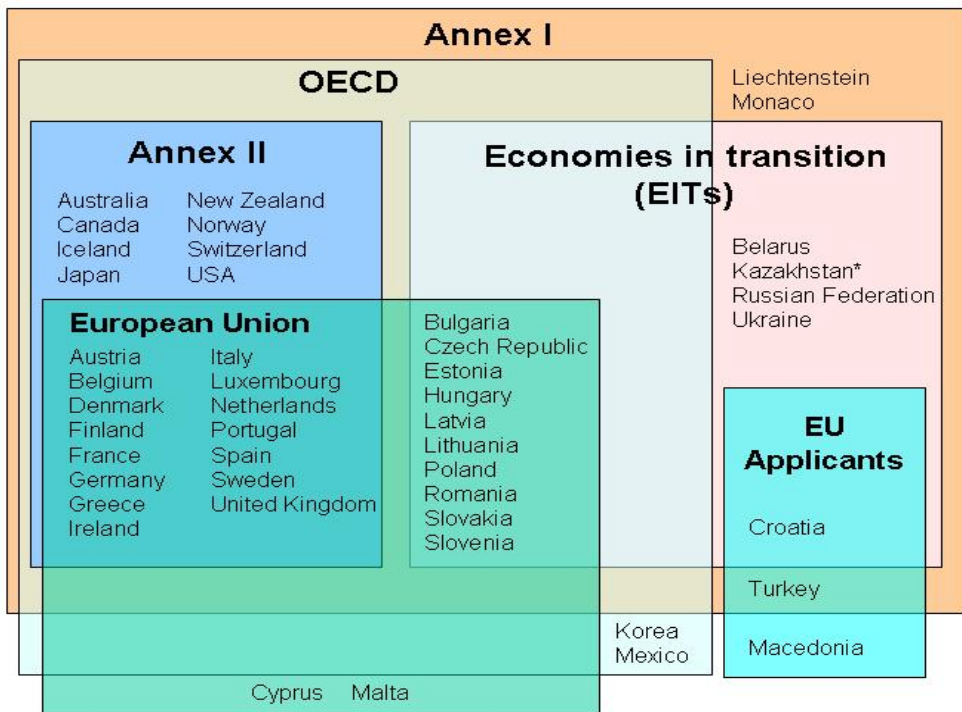 Annex I
OECD
Liechtenstein
Monaco
Annex II
Economies in transition
(EITs)
Australia New Zealand
Canada Norway
Iceland Switzerland
Japan USA
Belarus
Kazakhstan*
Russian Federation
Ukraine
European Union
Austria Italy
Belgium Luxembourg
Denmark Netherlands
Finland Portugal
France Spain
Germany Sweden
Greece United Kingdom
Ireland
Bulgaria
Czech Republic
Estonia
Hungary
Latvia
Lithuania
Poland
Romania
Slovakia
Slovenia
EU
Applicants
Croatia
Turkey
Macedonia
Korea
Mexico
Cyprus Malta